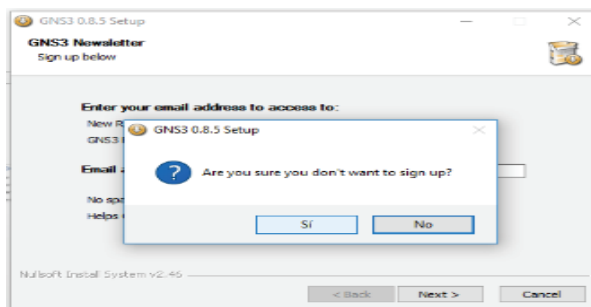 GNS3 0.8.5 Setup
GNS3 Newsletter
Sign up below
Enter your email address to access to:
New
GNS3
GNS3 0.8.5 Setup
Email
Are you sure you don't want to sign up?
No
Helps
Sí
No
Nullsoft Install System v2.46
< Back
Next >
Cancel